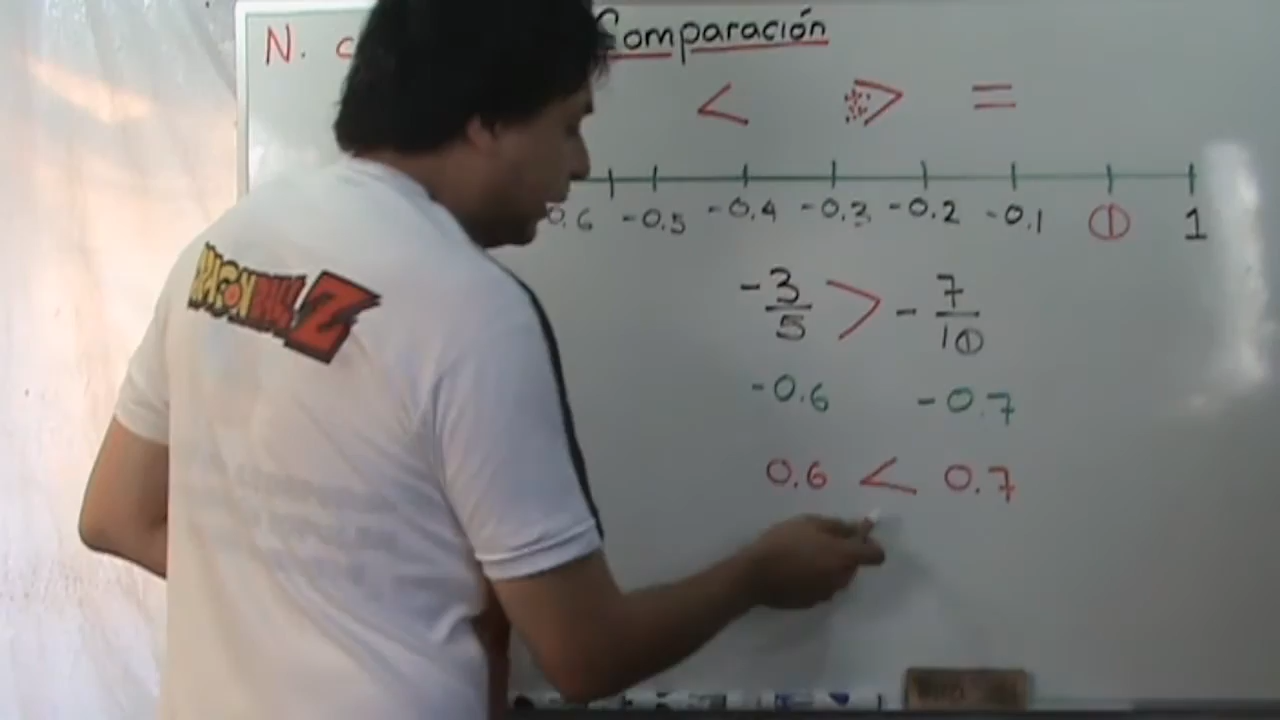 N. Comparación
< > =
0.6 -0.5 -0.4 -0.3 -0.2 -0.1 0 1
-3/5 > -7/10
-0.6 -0.7
0.6 < 0.7
DRAGON BALL Z